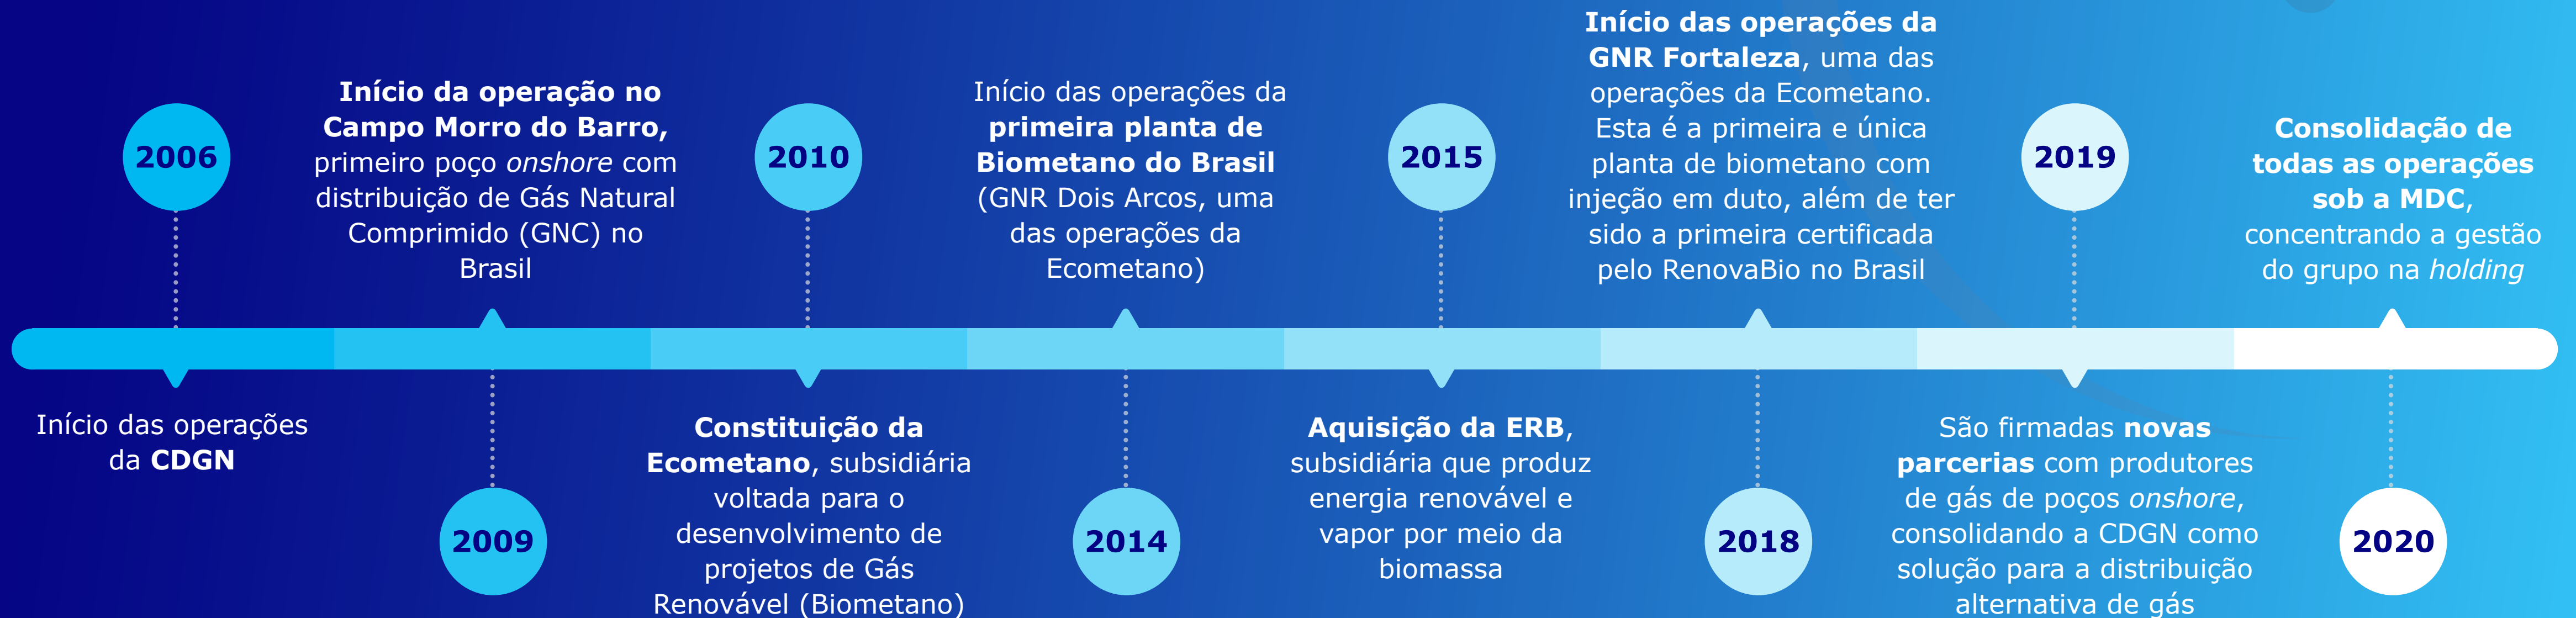 2006
Início das operações
da CDGN
Início da operação no
Campo Morro do Barro,
primeiro poço onshore com
distribuição de Gás Natural
Comprimido (GNC) no
Brasil
2009
2010
Constituição da
Ecometano, subsidiária
voltada para o
desenvolvimento de
projetos de Gás
Renovável (Biometano)
Início das operações da
primeira planta de
Biometano do Brasil
(GNR Dois Arcos, uma
das operações da
Ecometano)
2014
2015
Aquisição da ERB,
subsidiária que produz
energia renovável e
vapor por meio da
biomassa
Início das operações da
GNR Fortaleza, uma das
operações da Ecometano.
Esta é a primeira e única
planta de biometano com
injeção em duto, além de ter
sido a primeira certificada
pelo RenovaBio no Brasil
2018
2019
São firmadas novas
parcerias com produtores
de gás de poços onshore,
consolidando a CDGN como
solução para a distribuição
alternativa de gás
Consolidação de
todas as operações
sob a MDC,
concentrando a gestão
do grupo na holding
2020